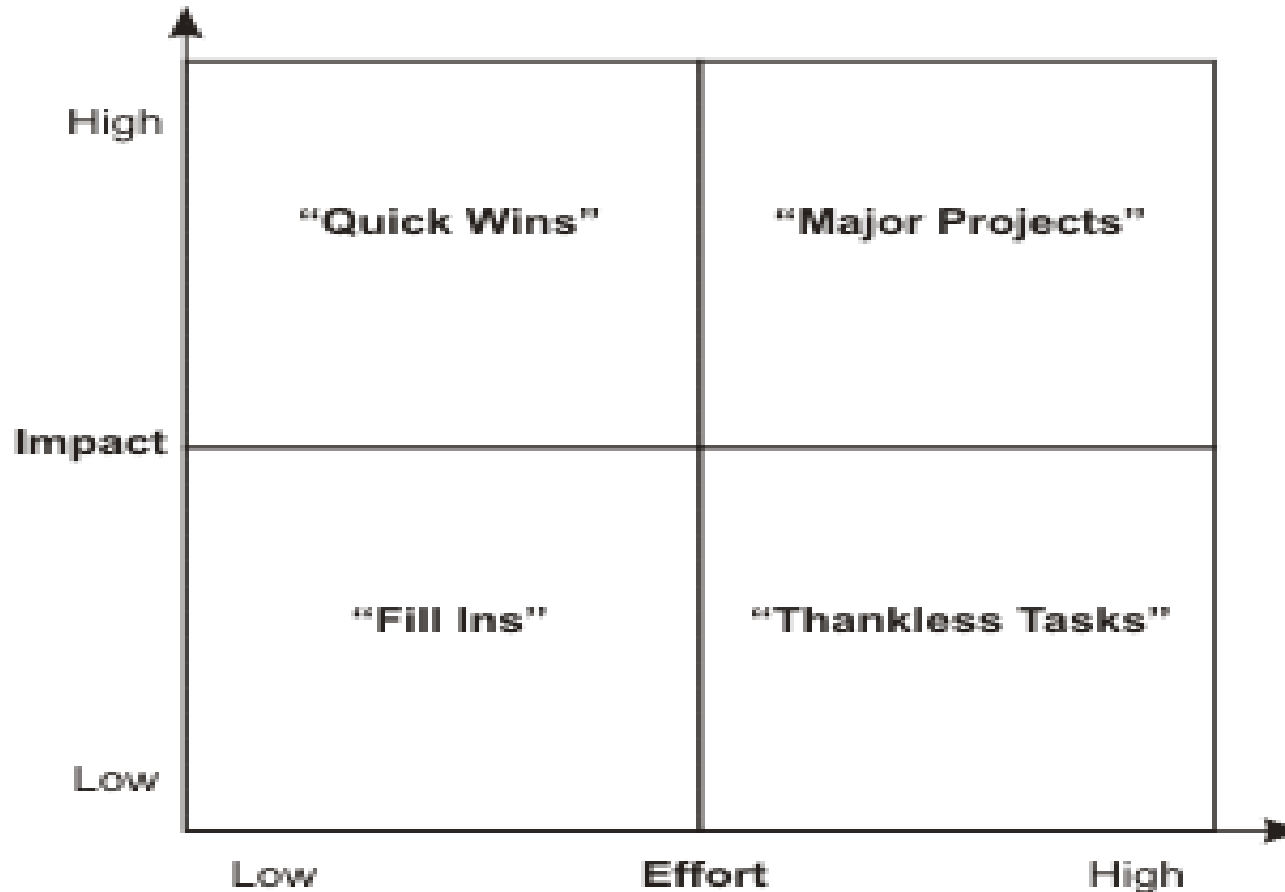 High
“Quick Wins” “Major Projects”
Impact
“Fill Ins” “Thankless Tasks”
Low
Low Effort High